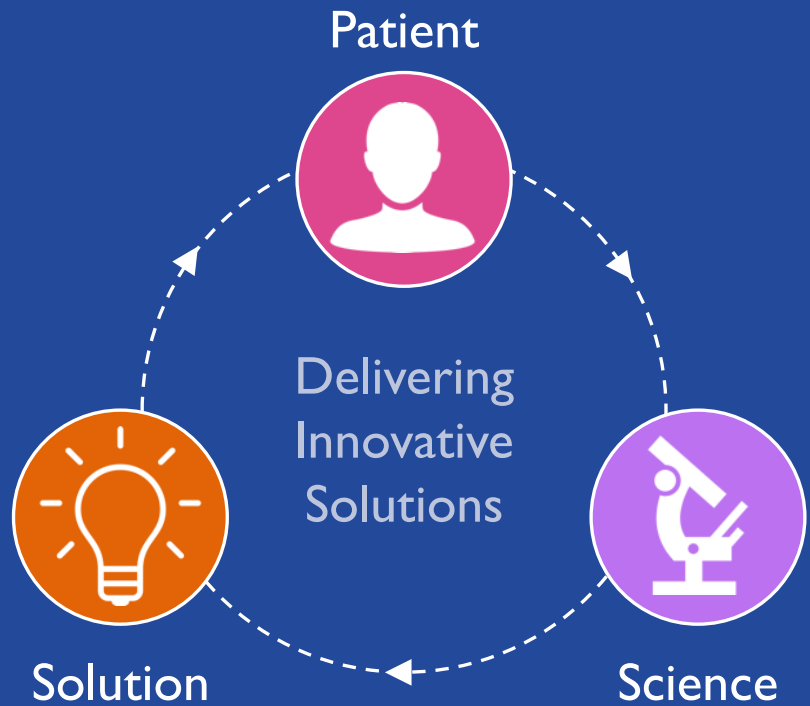 Patient
Delivering
Innovative
Solutions
Solution
Science